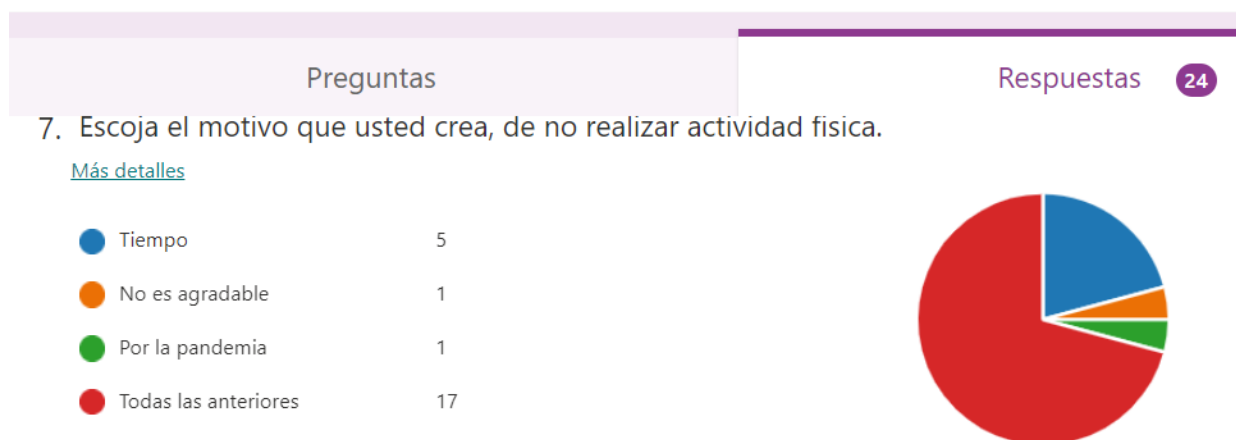 Preguntas
Respuestas 24
7. Escoja el motivo que usted crea, de no realizar actividad fisica.
Más detalles
Tiempo 5
No es agradable 1
Por la pandemia 1
Todas las anteriores 17